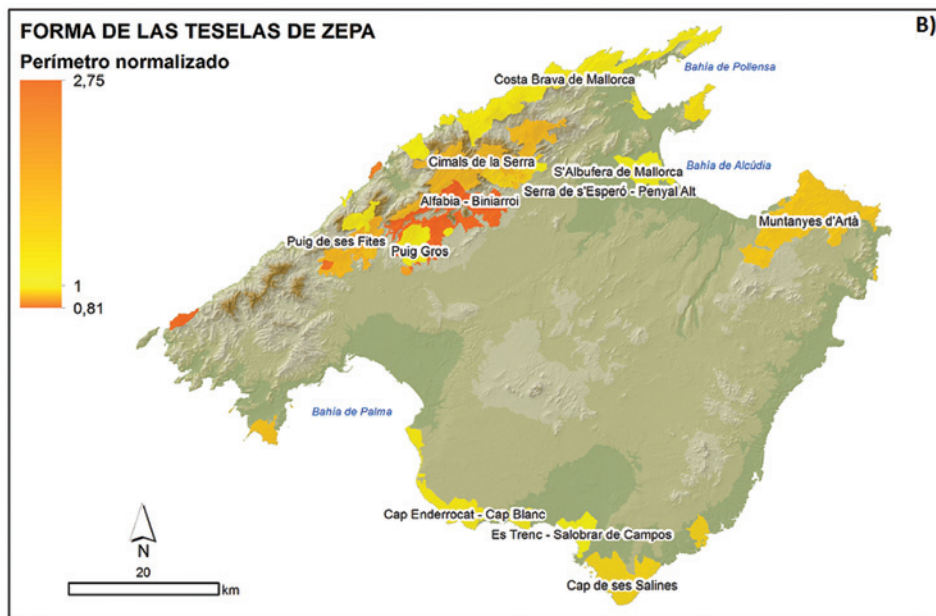 FORMA DE LAS TESELAS DE ZEPA
B)
Perímetro normalizado
2,75
1
0,81
Bahía de Pollensa
Costa Brava de Mallorca
Cimals de la Serra
S'Albufera de Mallorca
Bahía de Alcúdia
Serra de s'Esperó - Penyal Alt
Alfabia - Biniarroi
Muntanyes d'Artà
Puig de ses Fites
Puig Gros
Bahía de Palma
Cap Enderrocat - Cap Blanc
Es Trenc - Salobrar de Campos
Cap de ses Salines
N
20
km